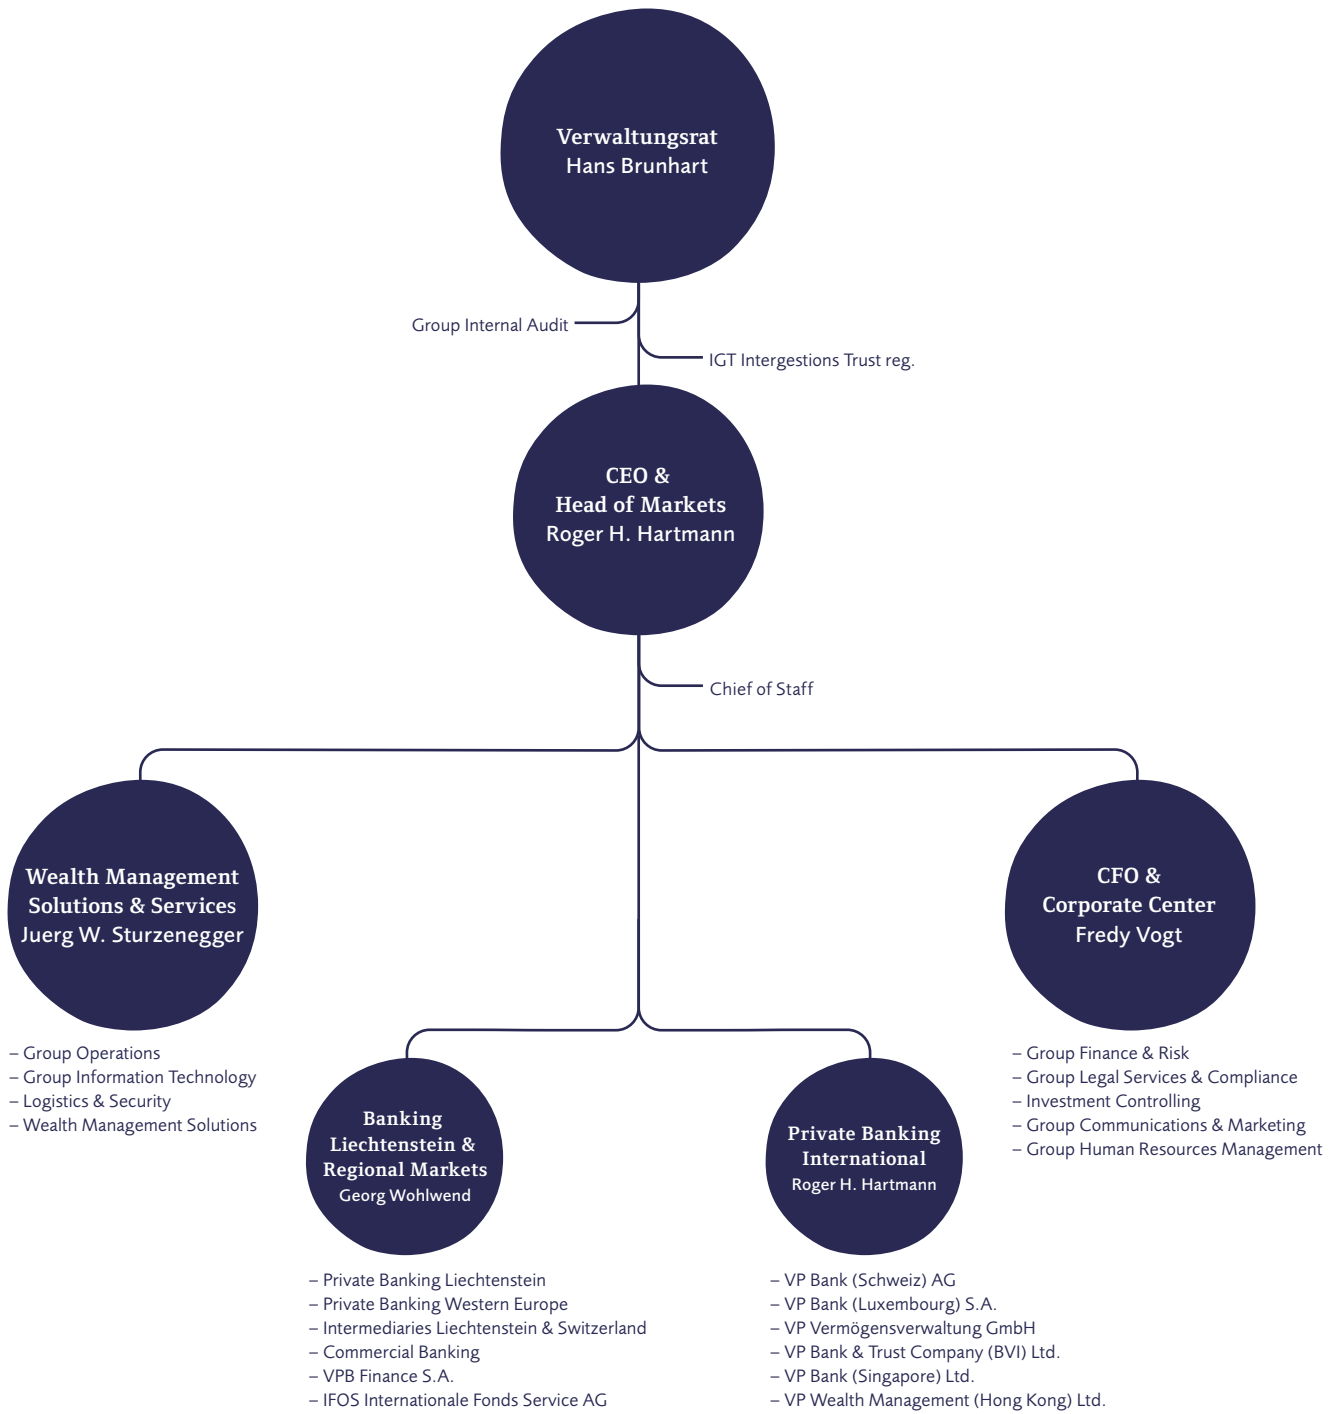 Verwaltungsrat
Hans Brunhart
Group Internal Audit
IGT Intergestions Trust reg.
CEO &
Head of Markets
Roger H. Hartmann
Chief of Staff
Wealth Management
Solutions & Services
Juerg W. Sturzenegger
– Group Operations
– Group Information Technology
– Logistics & Security
– Wealth Management Solutions
CFO &
Corporate Center
Fredy Vogt
– Group Finance & Risk
– Group Legal Services & Compliance
– Investment Controlling
– Group Communications & Marketing
– Group Human Resources Management
Banking
Liechtenstein &
Regional Markets
Georg Wohlwend
– Private Banking Liechtenstein
– Private Banking Western Europe
– Intermediaries Liechtenstein & Switzerland
– Commercial Banking
– VPB Finance S.A.
– IFOS Internationale Fonds Service AG
Private Banking
International
Roger H. Hartmann
– VP Bank (Schweiz) AG
– VP Bank (Luxembourg) S.A.
– VP Vermögensverwaltung GmbH
– VP Bank & Trust Company (BVI) Ltd.
– VP Bank (Singapore) Ltd.
– VP Wealth Management (Hong Kong) Ltd.